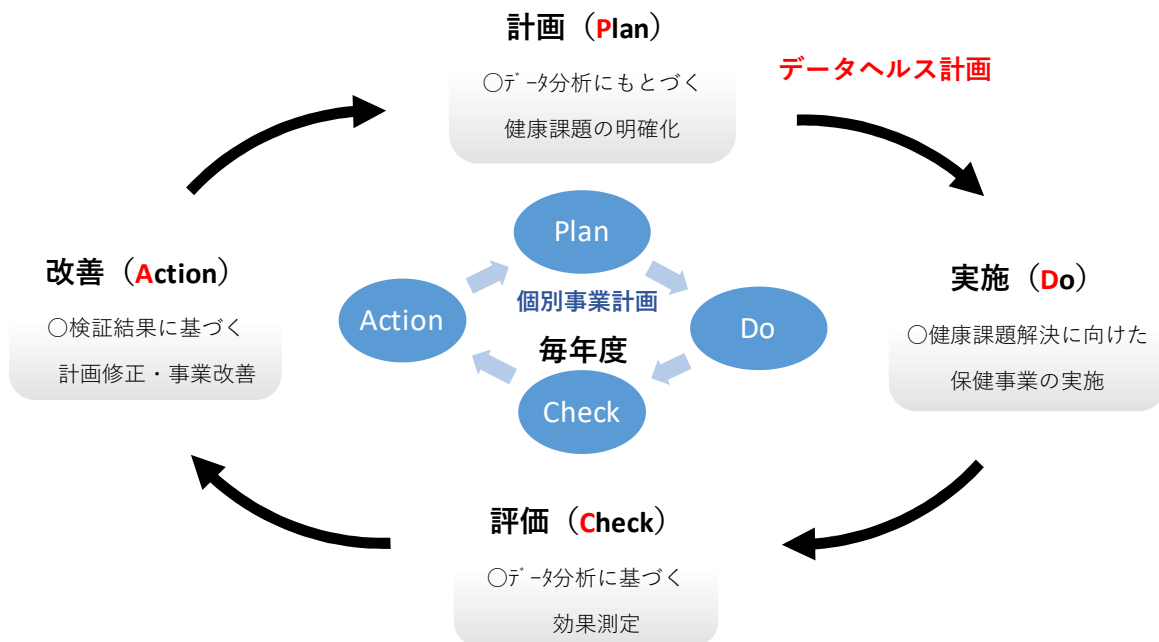 計画（Plan）
○ﾃﾞｰﾀ分析にもとづく
健康課題の明確化
データヘルス計画
実施（Do）
○健康課題解決に向けた
保健事業の実施
評価（Check）
○ﾃﾞｰﾀ分析に基づく
効果測定
改善（Action）
○検証結果に基づく
計画修正・事業改善
Plan
個別事業計画
Do
毎年度
Check
Action